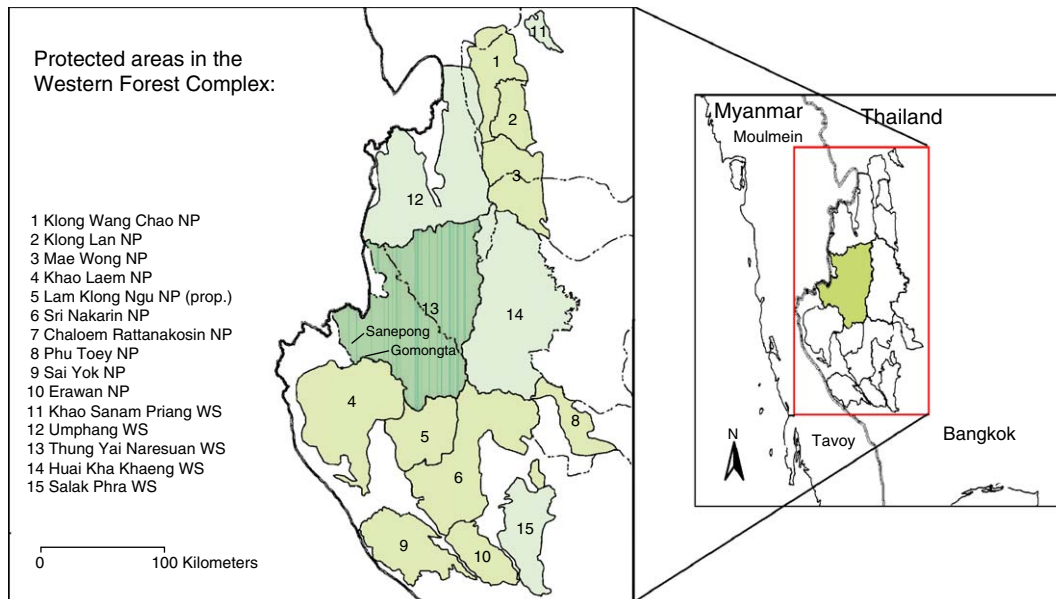 Protected areas in the
Western Forest Complex:
1 Klong Wang Chao NP
2 Klong Lan NP
3 Mae Wong NP
4 Khao Laem NP
5 Lam Klong Ngu NP (prop.)
6 Sri Nakarin NP
7 Chaloem Rattanakosin NP
8 Phu Toey NP
9 Sai Yok NP
10 Erawan NP
11 Khao Sanam Priang WS
12 Umphang WS
13 Thung Yai Naresuan WS
14 Huai Kha Khaeng WS
15 Salak Phra WS
0 100 Kilometers
11
1
2
3
12
13
14
Sanepong
Gomongta
4
5
8
6
15
9
10
Myanmar Thailand
Moulmein
N
Tavoy
Bangkok